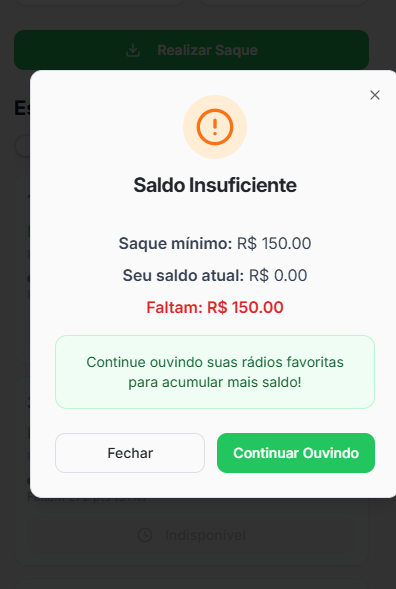 Realizar Saque
Saldo Insuficiente
Saque mínimo: R$ 150.00
Seu saldo atual: R$ 0.00
Faltam: R$ 150.00
Continue ouvindo suas rádios favoritas
para acumular mais saldo!
Fechar
Continuar Ouvindo
Indisponível